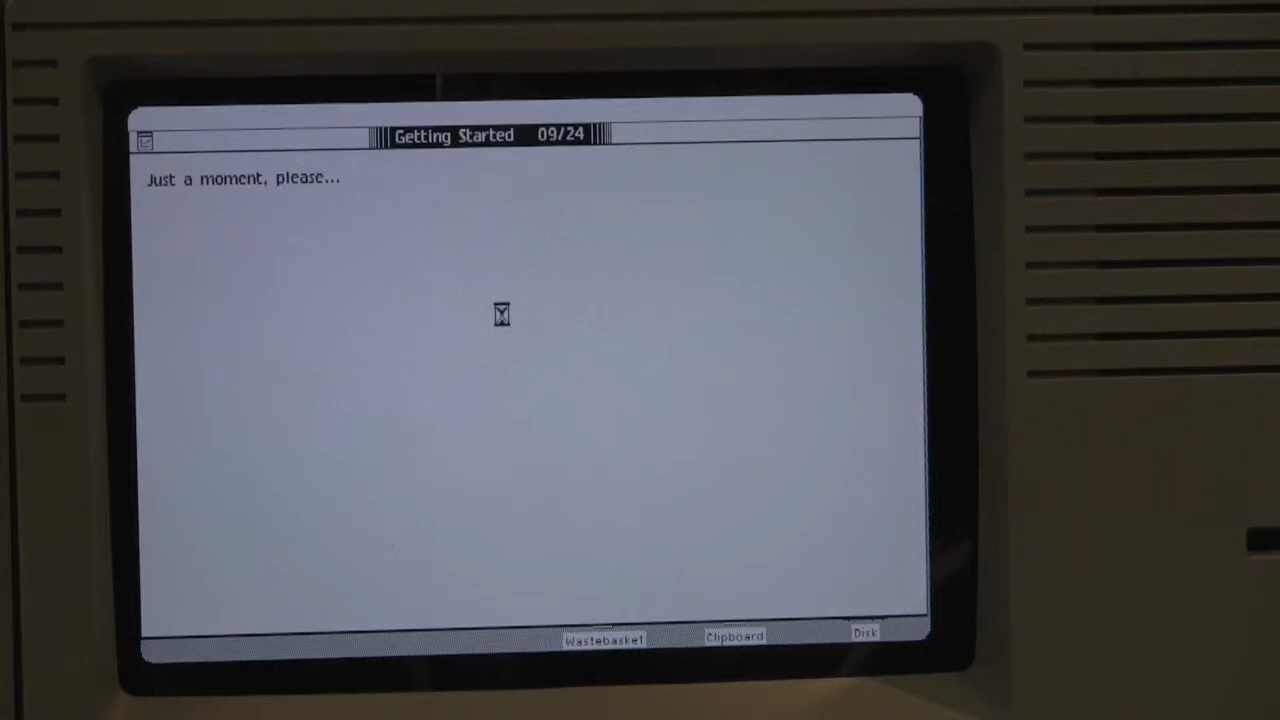 Getting Started 09/24
Just a moment, please...
Wastebasket Clipboard Disk